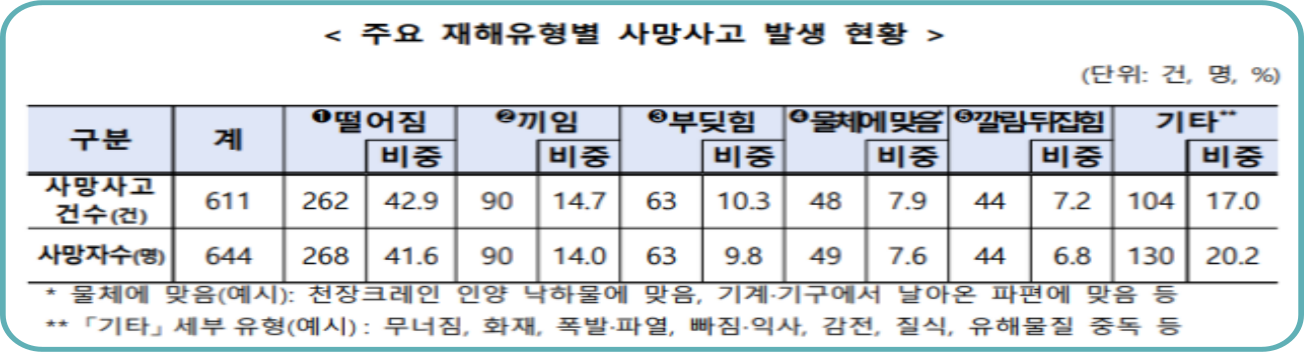 < 주요 재해유형별 사망사고 발생 현황 >
(단위: 건, 명, %)
구분 계 ❶떨어짐 ❷끼임 ❸부딪힘 ❹물체에 맞음* ❺깔림·뒤집힘 기타**
비중 비중 비중 비중 비중 비중
사망사고 건수(건) 611 262 42.9 90 14.7 63 10.3 48 7.9 44 7.2 104 17.0
사망자수(명) 644 268 41.6 90 14.0 63 9.8 49 7.6 44 6.8 130 20.2
* 물체에 맞음(예시): 천장크레인 인양 낙하물에 맞음, 기계·기구에서 날아온 파편에 맞음 등
** 「기타」 세부 유형(예시) : 무너짐, 화재, 폭발·파열, 빠짐·익사, 감전, 질식, 유해물질 중독 등